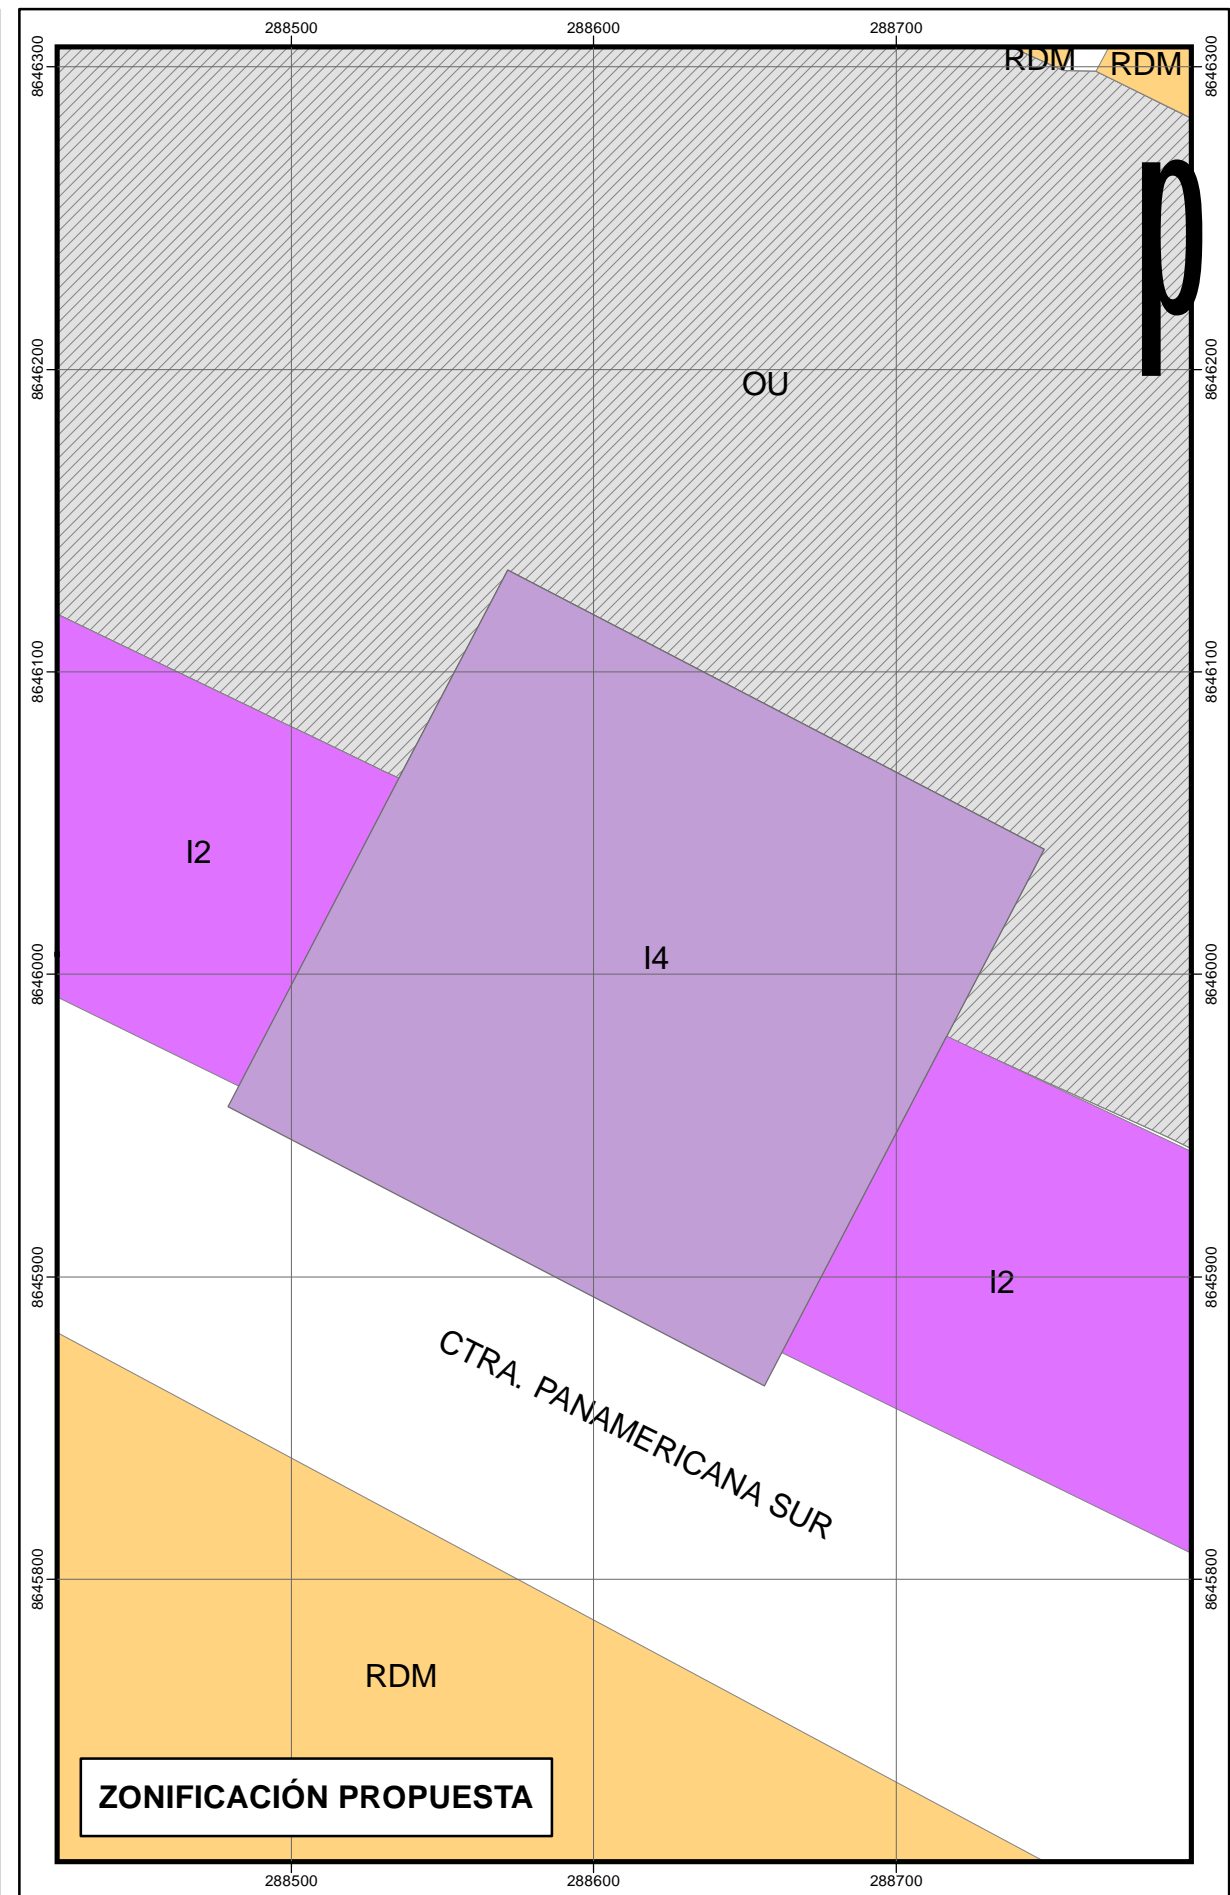 288500 288600 288700
8646300 RDM RDM 8646300
p
8646200 OU 8646200
8646100 8646100
I2
I4
8646000 8646000
8645900 I2 8645900
CTRA. PANAMERICANA SUR
8645800 8645800
RDM
ZONIFICACIÓN PROPUESTA
288500 288600 288700